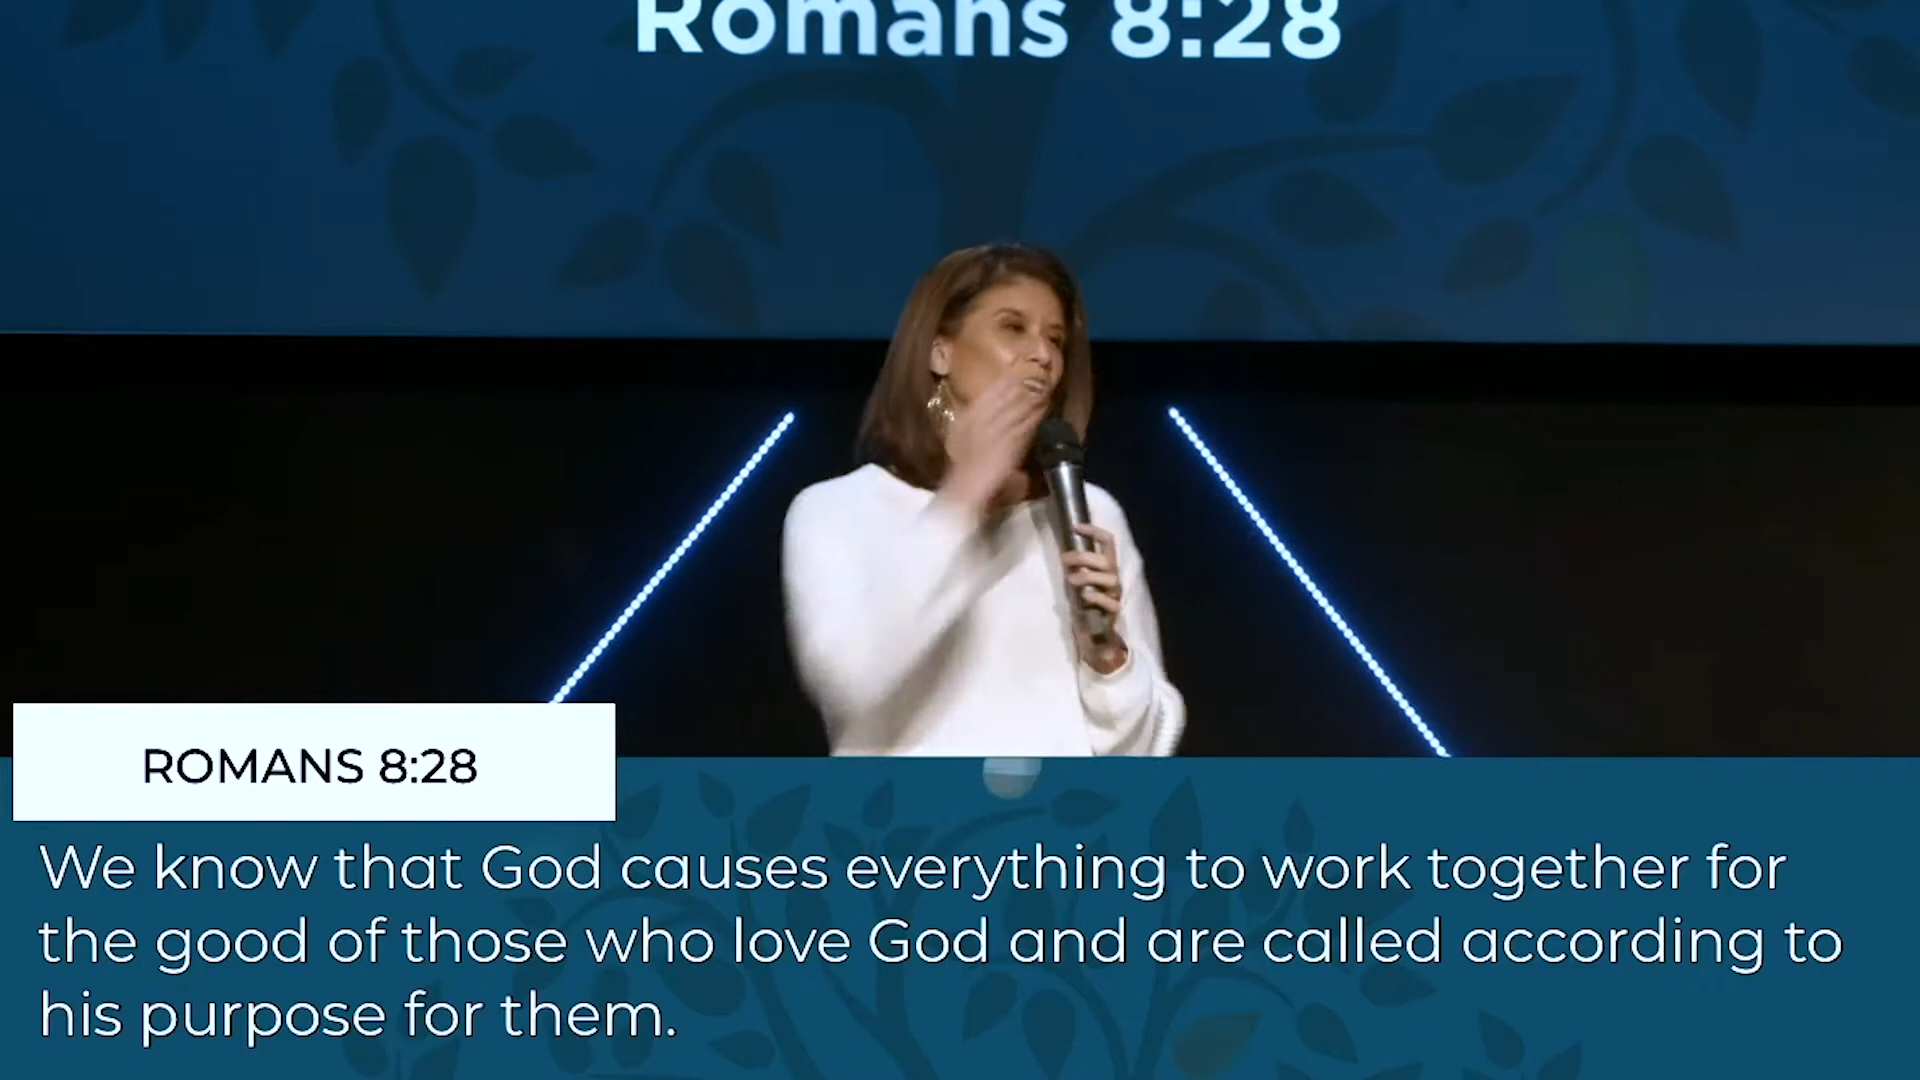 Romans 8:28
ROMANS 8:28
We know that God causes everything to work together for
the good of those who love God and are called according to
his purpose for them.